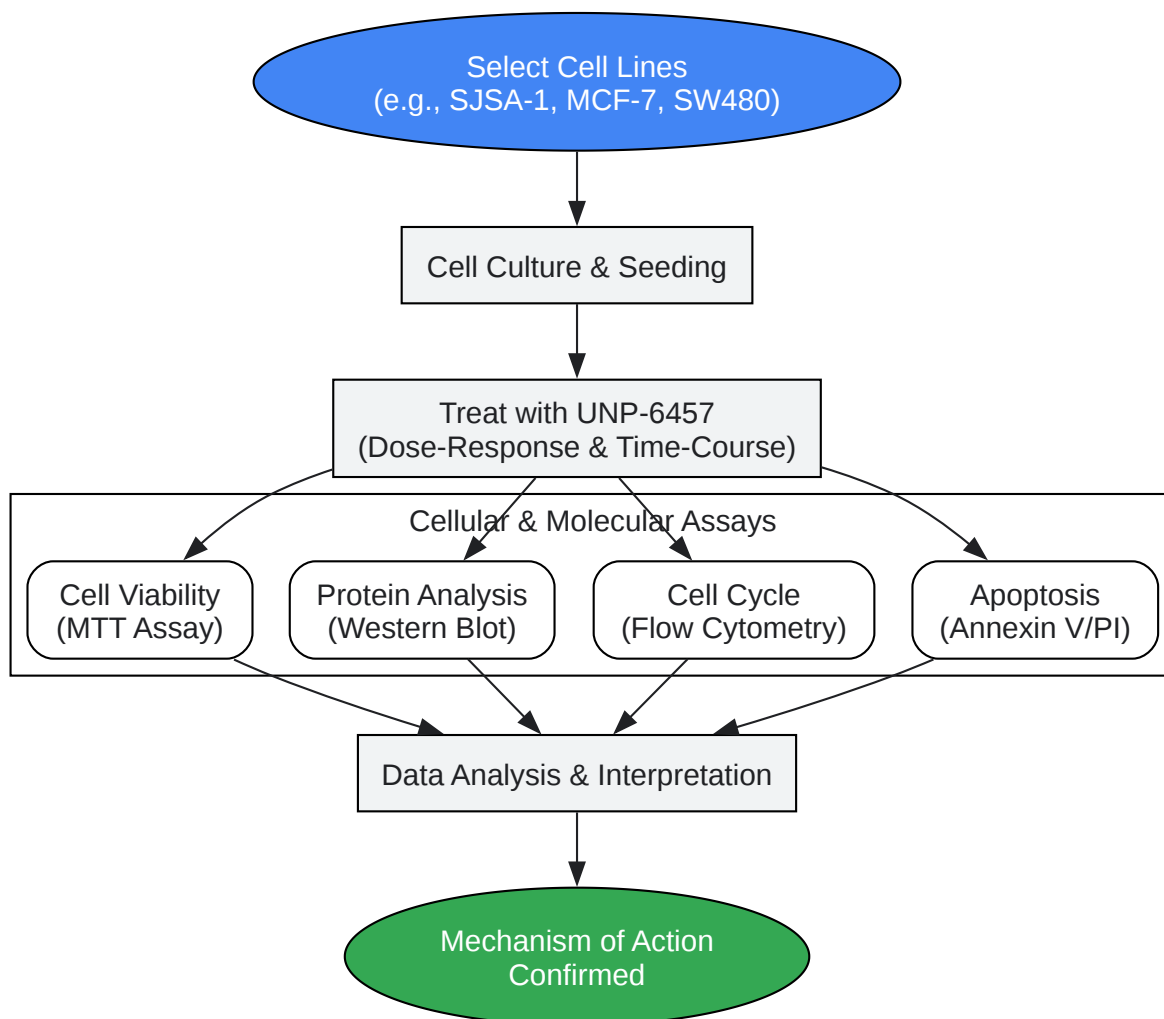 Select Cell Lines
(e.g., SJSA-1, MCF-7, SW480)
Cell Culture & Seeding
Treat with UNP-6457
(Dose-Response & Time-Course)
Cellular & Molecular Assays
Cell Viability
(MTT Assay)
Protein Analysis
(Western Blot)
Cell Cycle
(Flow Cytometry)
Apoptosis
(Annexin V/PI)
Data Analysis & Interpretation
Mechanism of Action
Confirmed